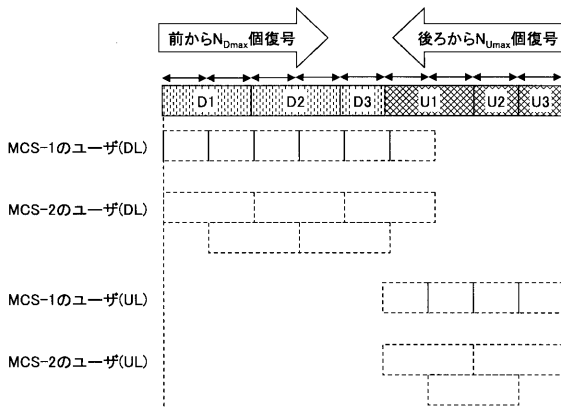 前からNDmax個復号
後ろからNUmax個復号
D1 D2 D3 U1 U2 U3
MCS-1のユーザ(DL)
MCS-2のユーザ(DL)
MCS-1のユーザ(UL)
MCS-2のユーザ(UL)